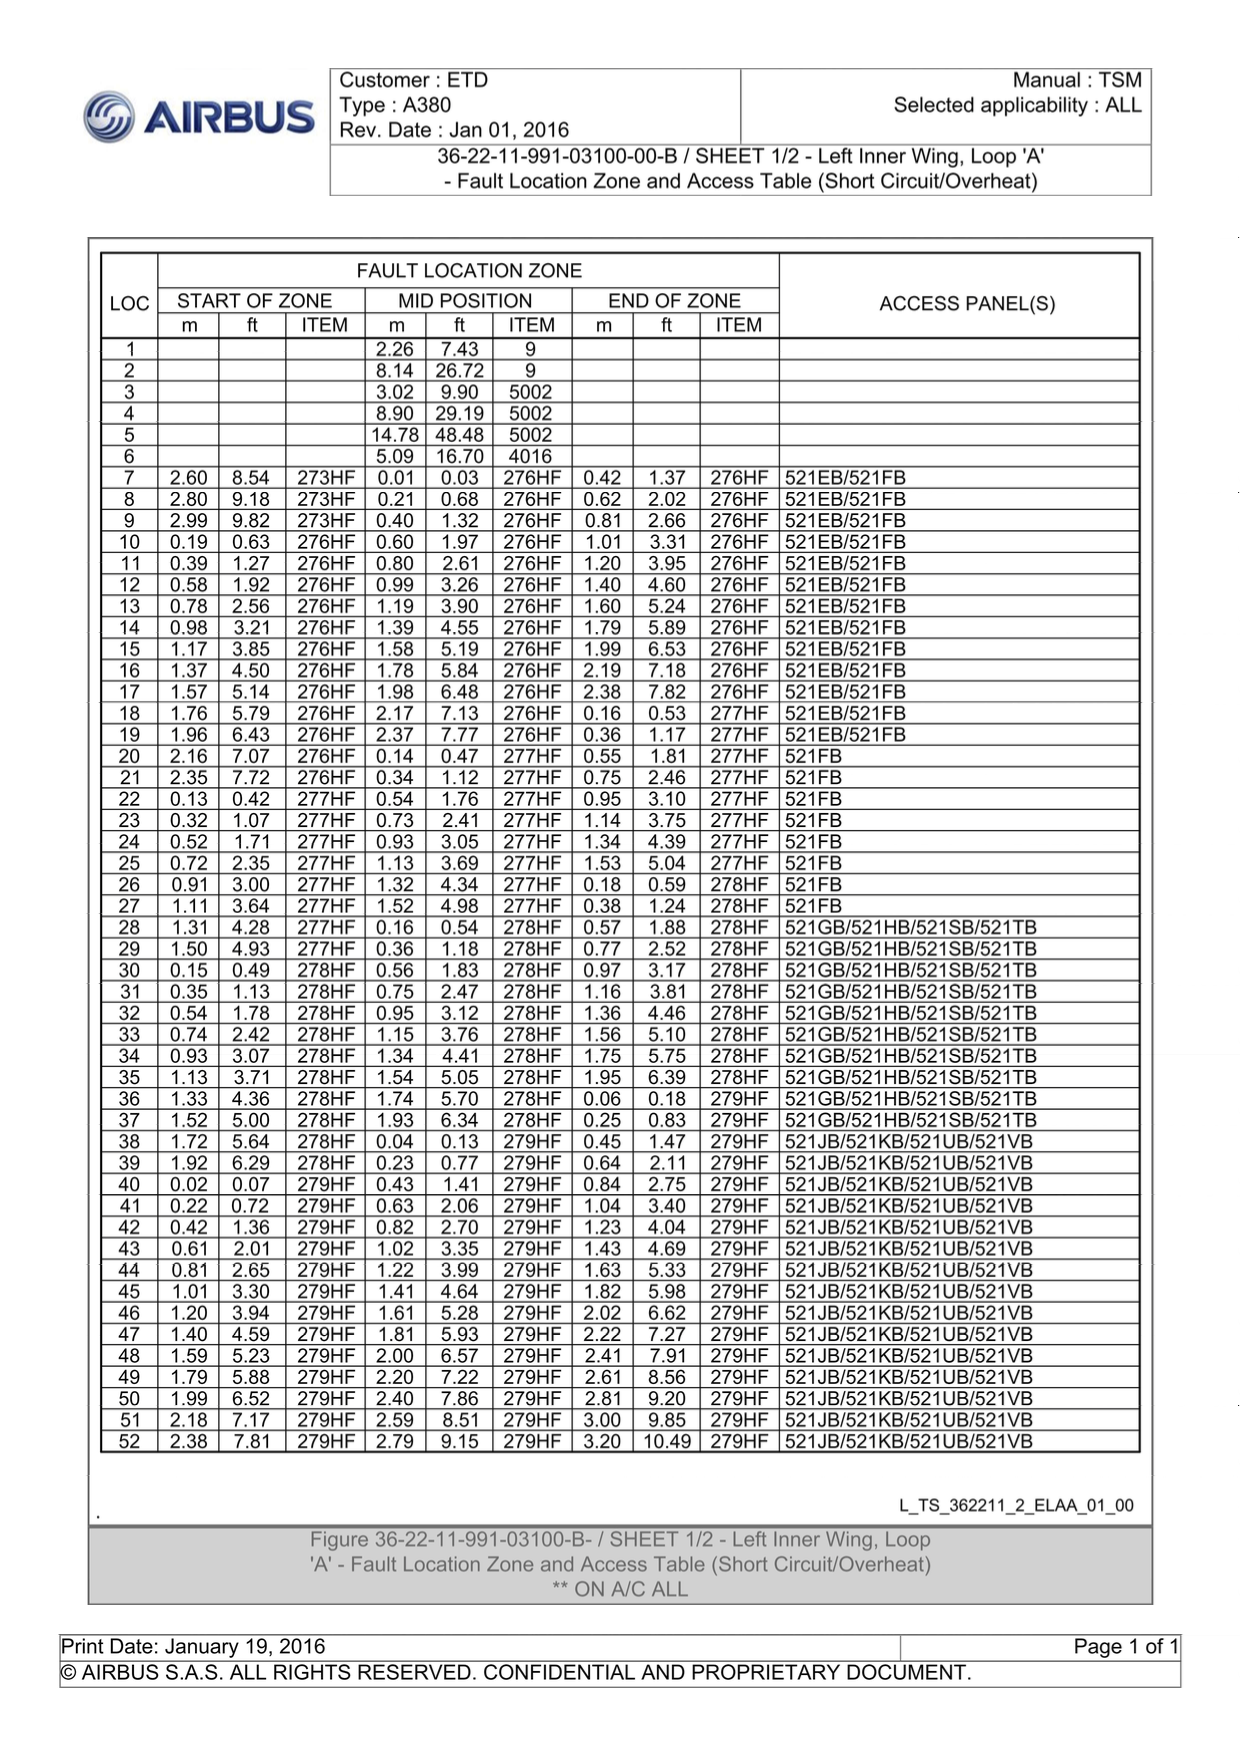 AIRBUS
Customer : ETD
Type : A380
Rev. Date : Jan 01, 2016
Manual : TSM
Selected applicability : ALL
36-22-11-991-03100-00-B / SHEET 1/2 - Left Inner Wing, Loop 'A'
- Fault Location Zone and Access Table (Short Circuit/Overheat)
LOC FAULT LOCATION ZONE ACCESS PANEL(S)
START OF ZONE MID POSITION END OF ZONE
m ft ITEM m ft ITEM m ft ITEM
1 2.26 7.43 9
2 8.14 26.72 9
3 3.02 9.90 5002
4 8.90 29.19 5002
5 14.78 48.48 5002
6 5.09 16.70 4016
7 2.60 8.54 273HF 0.01 0.03 276HF 0.42 1.37 276HF 521EB/521FB
8 2.80 9.18 273HF 0.21 0.68 276HF 0.62 2.02 276HF 521EB/521FB
9 2.99 9.82 273HF 0.40 1.32 276HF 0.81 2.66 276HF 521EB/521FB
10 0.19 0.63 276HF 0.60 1.97 276HF 1.01 3.31 276HF 521EB/521FB
11 0.39 1.27 276HF 0.80 2.61 276HF 1.20 3.95 276HF 521EB/521FB
12 0.58 1.92 276HF 0.99 3.26 276HF 1.40 4.60 276HF 521EB/521FB
13 0.78 2.56 276HF 1.19 3.90 276HF 1.60 5.24 276HF 521EB/521FB
14 0.98 3.21 276HF 1.39 4.55 276HF 1.79 5.89 276HF 521EB/521FB
15 1.17 3.85 276HF 1.58 5.19 276HF 1.99 6.53 276HF 521EB/521FB
16 1.37 4.50 276HF 1.78 5.84 276HF 2.19 7.18 276HF 521EB/521FB
17 1.57 5.14 276HF 1.98 6.48 276HF 2.38 7.82 276HF 521EB/521FB
18 1.76 5.79 276HF 2.17 7.13 276HF 0.16 0.53 277HF 521EB/521FB
19 1.96 6.43 276HF 2.37 7.77 276HF 0.36 1.17 277HF 521EB/521FB
20 2.16 7.07 276HF 0.14 0.47 277HF 0.55 1.81 277HF 521FB
21 2.35 7.72 276HF 0.34 1.12 277HF 0.75 2.46 277HF 521FB
22 0.13 0.42 277HF 0.54 1.76 277HF 0.95 3.10 277HF 521FB
23 0.32 1.07 277HF 0.73 2.41 277HF 1.14 3.75 277HF 521FB
24 0.52 1.71 277HF 0.93 3.05 277HF 1.34 4.39 277HF 521FB
25 0.72 2.35 277HF 1.13 3.69 277HF 1.53 5.04 277HF 521FB
26 0.91 3.00 277HF 1.32 4.34 277HF 0.18 0.59 278HF 521FB
27 1.11 3.64 277HF 1.52 4.98 277HF 0.38 1.24 278HF 521FB
28 1.31 4.28 277HF 0.16 0.54 278HF 0.57 1.88 278HF 521GB/521HB/521SB/521TB
29 1.50 4.93 277HF 0.36 1.18 278HF 0.77 2.52 278HF 521GB/521HB/521SB/521TB
30 0.15 0.49 278HF 0.56 1.83 278HF 0.97 3.17 278HF 521GB/521HB/521SB/521TB
31 0.35 1.13 278HF 0.75 2.47 278HF 1.16 3.81 278HF 521GB/521HB/521SB/521TB
32 0.54 1.78 278HF 0.95 3.12 278HF 1.36 4.46 278HF 521GB/521HB/521SB/521TB
33 0.74 2.42 278HF 1.15 3.76 278HF 1.56 5.10 278HF 521GB/521HB/521SB/521TB
34 0.93 3.07 278HF 1.34 4.41 278HF 1.75 5.75 278HF 521GB/521HB/521SB/521TB
35 1.13 3.71 278HF 1.54 5.05 278HF 1.95 6.39 278HF 521GB/521HB/521SB/521TB
36 1.33 4.36 278HF 1.74 5.70 278HF 0.06 0.18 279HF 521GB/521HB/521SB/521TB
37 1.52 5.00 278HF 1.93 6.34 278HF 0.25 0.83 279HF 521GB/521HB/521SB/521TB
38 1.72 5.64 278HF 0.04 0.13 279HF 0.45 1.47 279HF 521JB/521KB/521UB/521VB
39 1.92 6.29 278HF 0.23 0.77 279HF 0.64 2.11 279HF 521JB/521KB/521UB/521VB
40 0.02 0.07 279HF 0.43 1.41 279HF 0.84 2.75 279HF 521JB/521KB/521UB/521VB
41 0.22 0.72 279HF 0.63 2.06 279HF 1.04 3.40 279HF 521JB/521KB/521UB/521VB
42 0.42 1.36 279HF 0.82 2.70 279HF 1.23 4.04 279HF 521JB/521KB/521UB/521VB
43 0.61 2.01 279HF 1.02 3.35 279HF 1.43 4.69 279HF 521JB/521KB/521UB/521VB
44 0.81 2.65 279HF 1.22 3.99 279HF 1.63 5.33 279HF 521JB/521KB/521UB/521VB
45 1.01 3.30 279HF 1.41 4.64 279HF 1.82 5.98 279HF 521JB/521KB/521UB/521VB
46 1.20 3.94 279HF 1.61 5.28 279HF 2.02 6.62 279HF 521JB/521KB/521UB/521VB
47 1.40 4.59 279HF 1.81 5.93 279HF 2.22 7.27 279HF 521JB/521KB/521UB/521VB
48 1.59 5.23 279HF 2.00 6.57 279HF 2.41 7.91 279HF 521JB/521KB/521UB/521VB
49 1.79 5.88 279HF 2.20 7.22 279HF 2.61 8.56 279HF 521JB/521KB/521UB/521VB
50 1.99 6.52 279HF 2.40 7.86 279HF 2.81 9.20 279HF 521JB/521KB/521UB/521VB
51 2.18 7.17 279HF 2.59 8.51 279HF 3.00 9.85 279HF 521JB/521KB/521UB/521VB
52 2.38 7.81 279HF 2.79 9.15 279HF 3.20 10.49 279HF 521JB/521KB/521UB/521VB
L_TS_362211_2_ELAA_01_00
Figure 36-22-11-991-03100-B- / SHEET 1/2 - Left Inner Wing, Loop
'A' - Fault Location Zone and Access Table (Short Circuit/Overheat)
** ON A/C ALL
Print Date: January 19, 2016 Page 1 of 1
© AIRBUS S.A.S. ALL RIGHTS RESERVED. CONFIDENTIAL AND PROPRIETARY DOCUMENT.